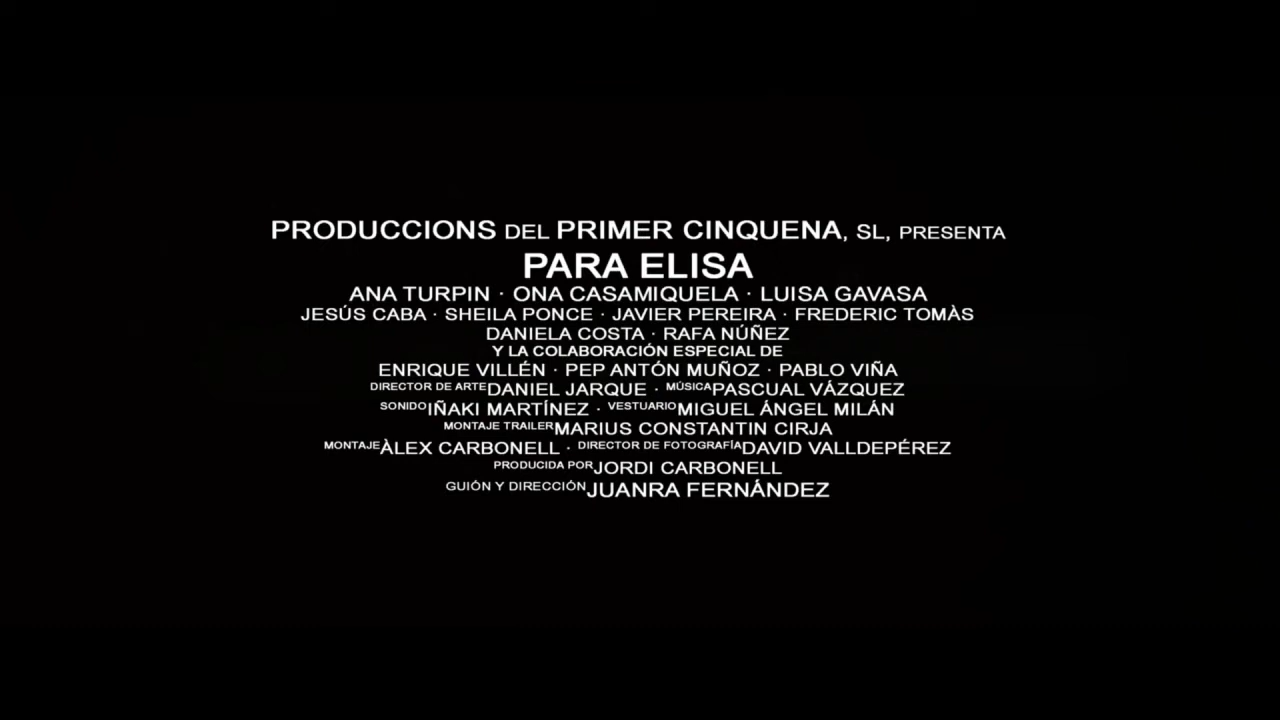 PRODUCCIONS DEL PRIMER CINQUENA, SL, PRESENTA
PARA ELISA
ANA TURPIN · ONA CASAMIQUELA · LUISA GAVASA
JESÚS CABA · SHEILA PONCE · JAVIER PEREIRA · FREDERIC TOMÀS
DANIELA COSTA · RAFA NÚÑEZ
Y LA COLABORACIÓN ESPECIAL DE
ENRIQUE VILLÉN · PEP ANTÓN MUÑOZ · PABLO VIÑA
DIRECTOR DE ARTE DANIEL JARQUE · MÚSICA PASCUAL VÁZQUEZ
SONIDO IÑAKI MARTÍNEZ · VESTUARIO MIGUEL ÁNGEL MILÁN
MONTAJE TRAILER MARIUS CONSTANTIN CIRJA
MONTAJE ÀLEX CARBONELL · DIRECTOR DE FOTOGRAFÍA DAVID VALLDEPÉREZ
PRODUCIDA POR JORDI CARBONELL
GUIÓN Y DIRECCIÓN JUANRA FERNÁNDEZ